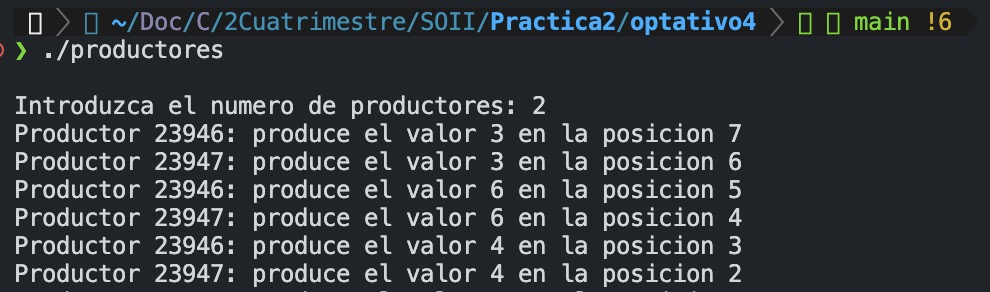 ~/Doc/C/2Cuatrimestre/SOII/Practica2/optativo4 main !6
❯ ./productores
Introduzca el numero de productores: 2
Productor 23946: produce el valor 3 en la posicion 7
Productor 23947: produce el valor 3 en la posicion 6
Productor 23946: produce el valor 6 en la posicion 5
Productor 23947: produce el valor 6 en la posicion 4
Productor 23946: produce el valor 4 en la posicion 3
Productor 23947: produce el valor 4 en la posicion 2